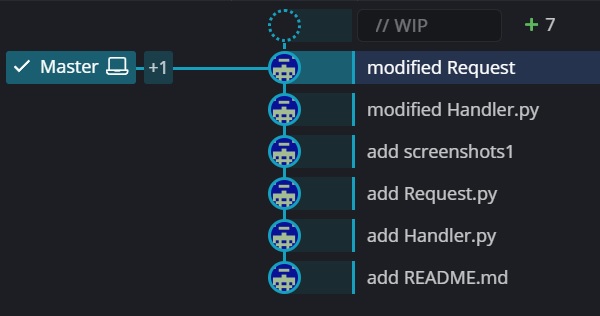 // WIP + 7
Master +1 modified Request
modified Handler.py
add screenshots1
add Request.py
add Handler.py
add README.md